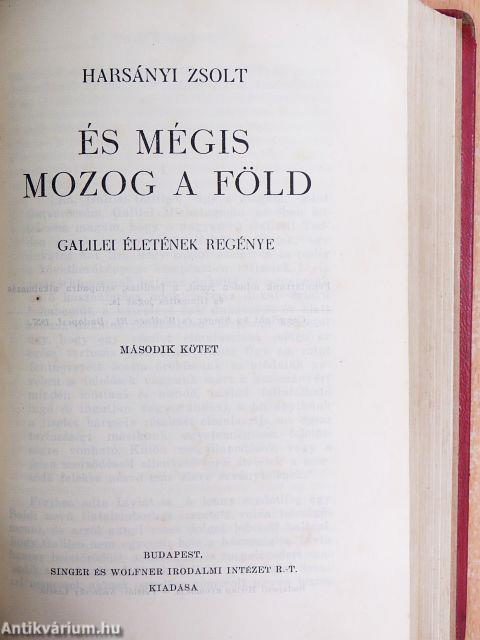 HARSÁNYI ZSOLT
ÉS MÉGIS
MOZOG A FÖLD
GALILEI ÉLETÉNEK REGÉNYE
MÁSODIK KÖTET
BUDAPEST,
SINGER ÉS WOLFNER IRODALMI INTÉZET R.-T.
KIADÁSA
Antikvárium.hu